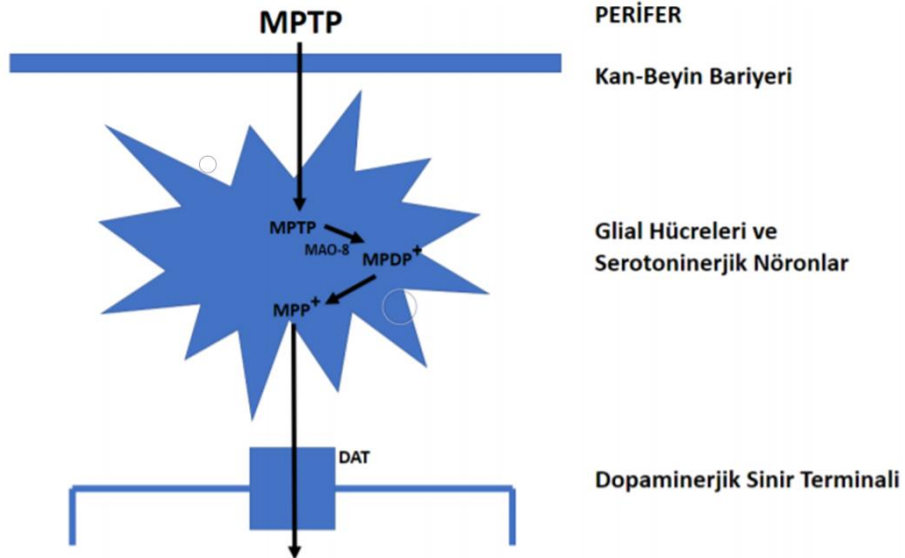 MPTP
PERİFER
Kan-Beyin Bariyeri
MPTP
MAO-8
MPDP+
MPP+
Glial Hücreleri ve
Serotoninerjik Nöronlar
DAT
Dopaminerjik Sinir Terminali